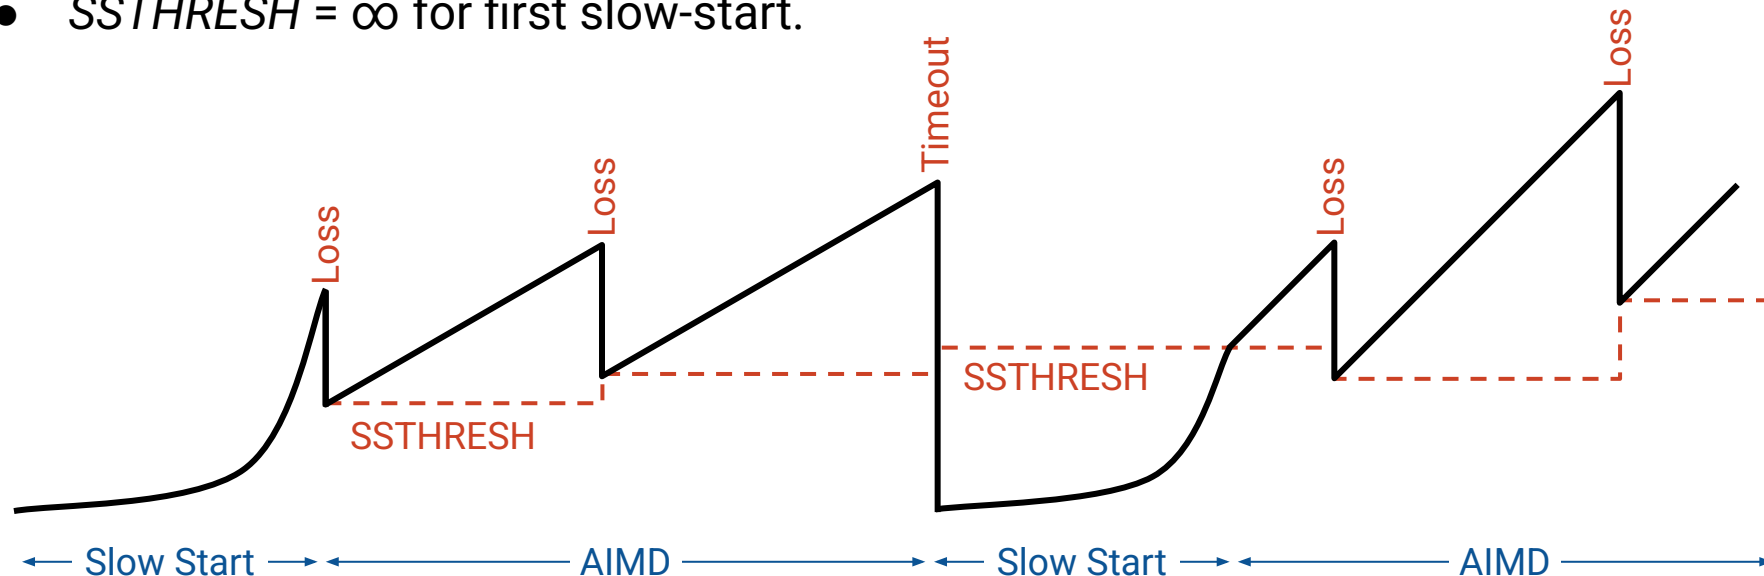 ● SSTHRESH = ∞ for first slow-start.
Loss
Loss
Timeout
Loss
Loss
SSTHRESH
SSTHRESH
Slow Start
AIMD
Slow Start
AIMD